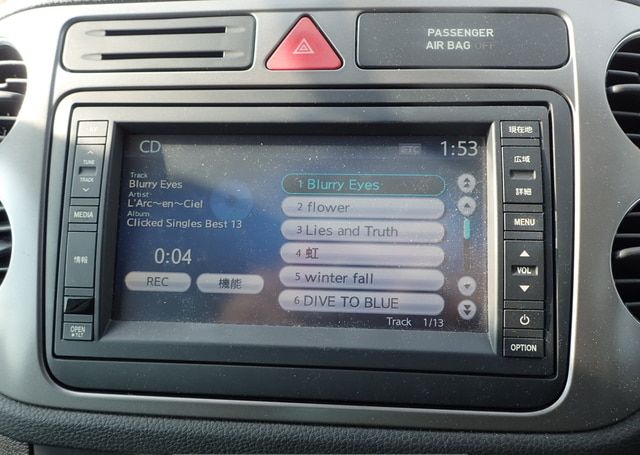 PASSENGER
AIR BAG OFF
AV
TUNE
TRACK
MEDIA
情報
OPEN
TILT
CD
ETC
1:53
Track
Blurry Eyes
Artist
L'Arc~en~Ciel
Album
Clicked Singles Best 13
0:04
REC
機能
1 Blurry Eyes
2 flower
3 Lies and Truth
4 虹
5 winter fall
6 DIVE TO BLUE
Track 1/13
現在地
広域
詳細
MENU
VOL
OPTION